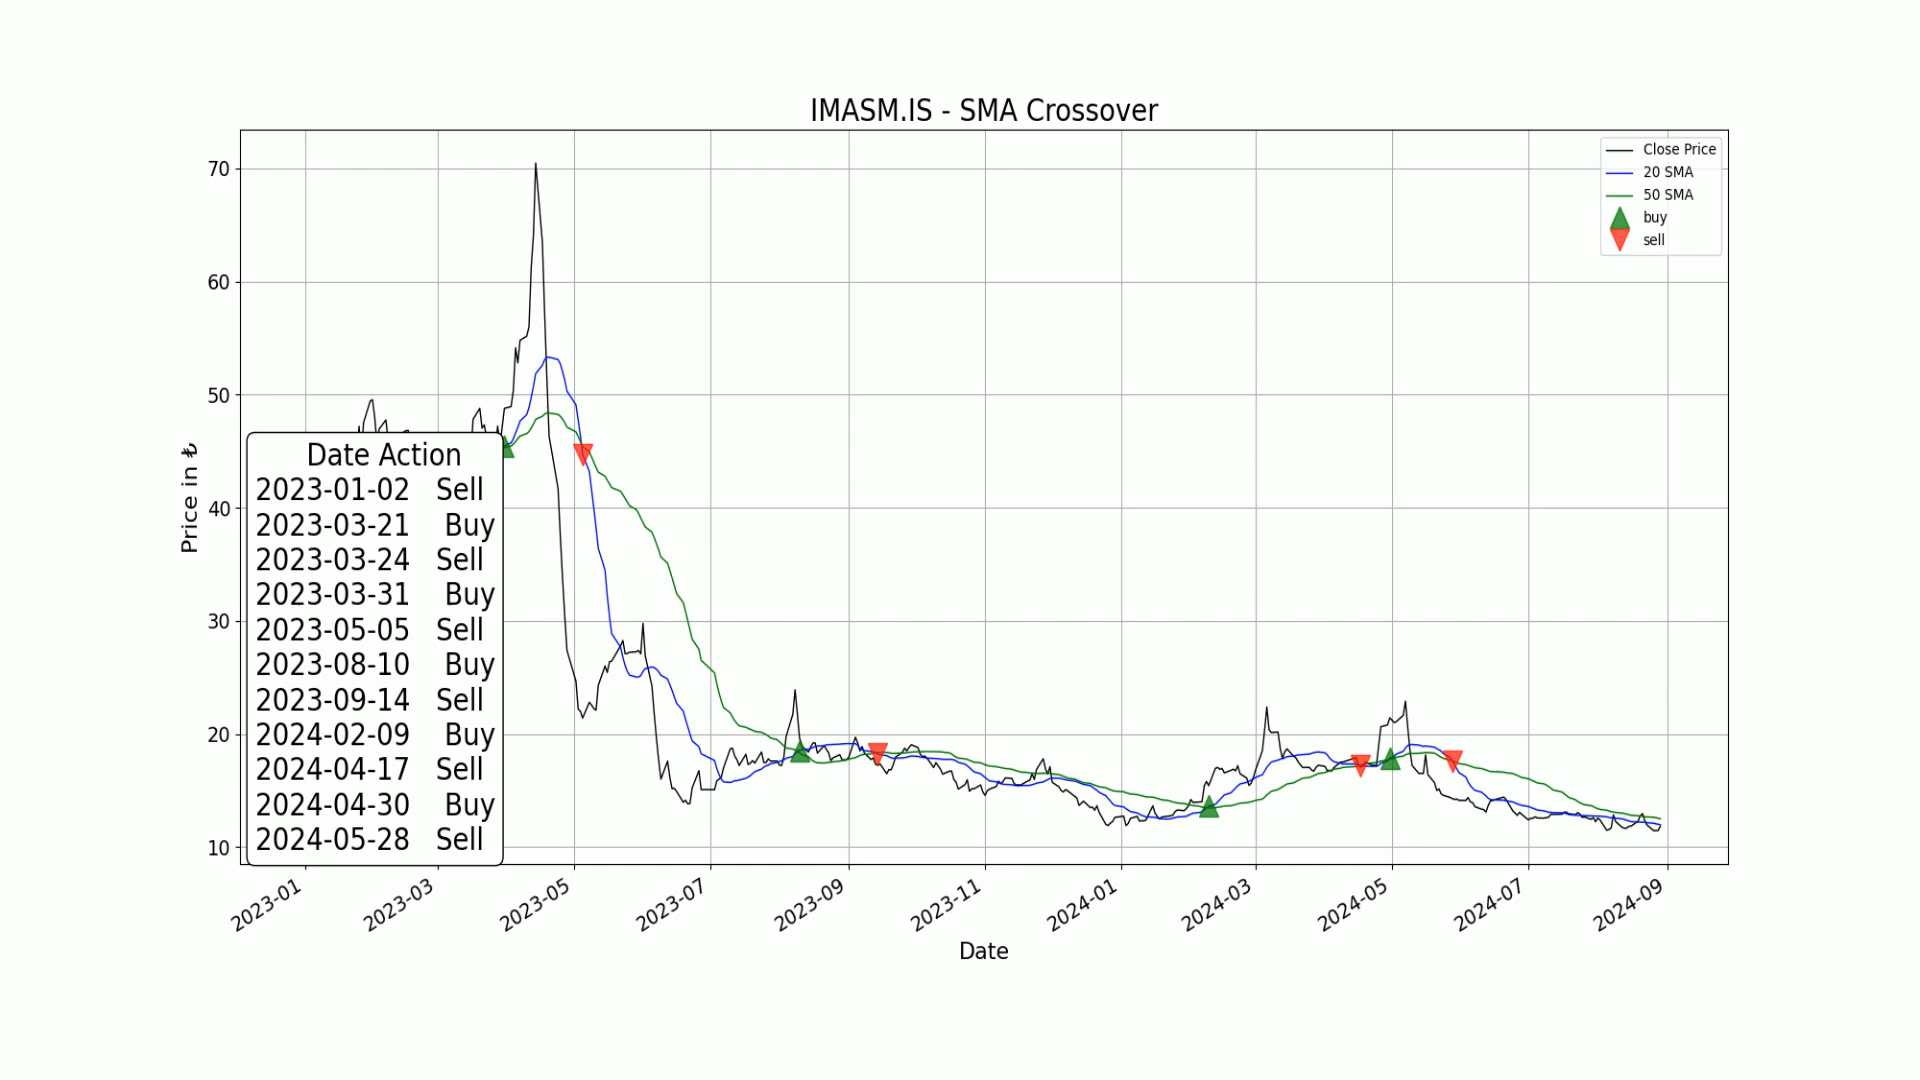 IMASM.IS - SMA Crossover
Close Price
20 SMA
50 SMA
buy
sell
70
60
50
40
30
20
10
Price in ₺
Date Action
2023-01-02 Sell
2023-03-21 Buy
2023-03-24 Sell
2023-03-31 Buy
2023-05-05 Sell
2023-08-10 Buy
2023-09-14 Sell
2024-02-09 Buy
2024-04-17 Sell
2024-04-30 Buy
2024-05-28 Sell
2023-01
2023-03
2023-05
2023-07
2023-09
2023-11
2024-01
2024-03
2024-05
2024-07
2024-09
Date